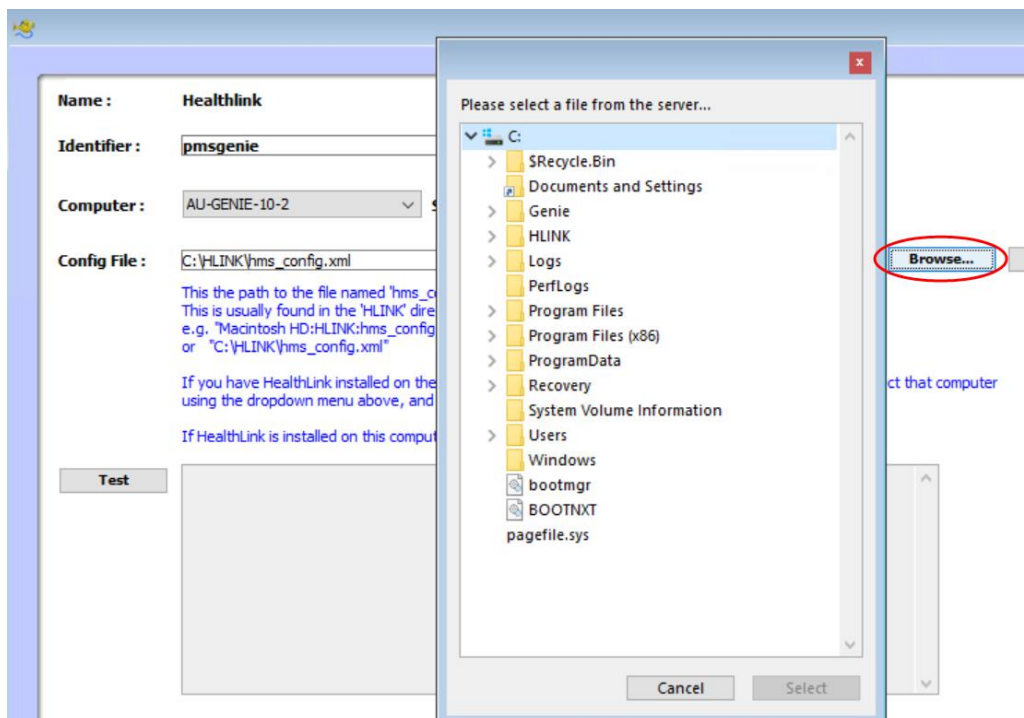 Name :
Healthlink
Identifier :
pmsgenie
Computer :
AU-GENIE-10-2
Config File :
C:\HLINK\hms_config.xml
Browse...
This the path to the file named 'hms_c
This is usually found in the 'HLINK' dire
e.g. "Macintosh HD:HLINK:hms_config
or "C:\HLINK\hms_config.xml"
If you have HealthLink installed on the
ct that computer
using the dropdown menu above, and
If HealthLink is installed on this comput
Test
x
Please select a file from the server...
C:
$Recycle.Bin
Documents and Settings
Genie
HLINK
Logs
PerfLogs
Program Files
Program Files (x86)
ProgramData
Recovery
System Volume Information
Users
Windows
bootmgr
BOOTNXT
pagefile.sys
Cancel
Select